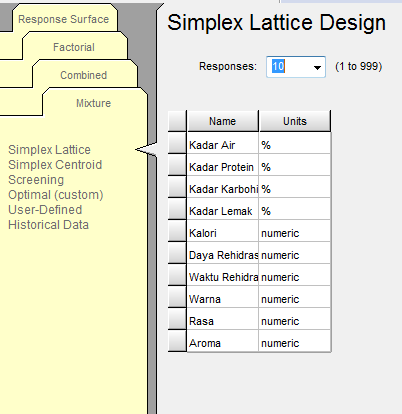 Response Surface
Factorial
Combined
Mixture
Simplex Lattice
Simplex Centroid
Screening
Optimal (custom)
User-Defined
Historical Data
Simplex Lattice Design
Responses: 10 (1 to 999)
Name Units
Kadar Air %
Kadar Protein %
Kadar Karbohi %
Kadar Lemak %
Kalori numeric
Daya Rehidras numeric
Waktu Rehidra numeric
Warna numeric
Rasa numeric
Aroma numeric